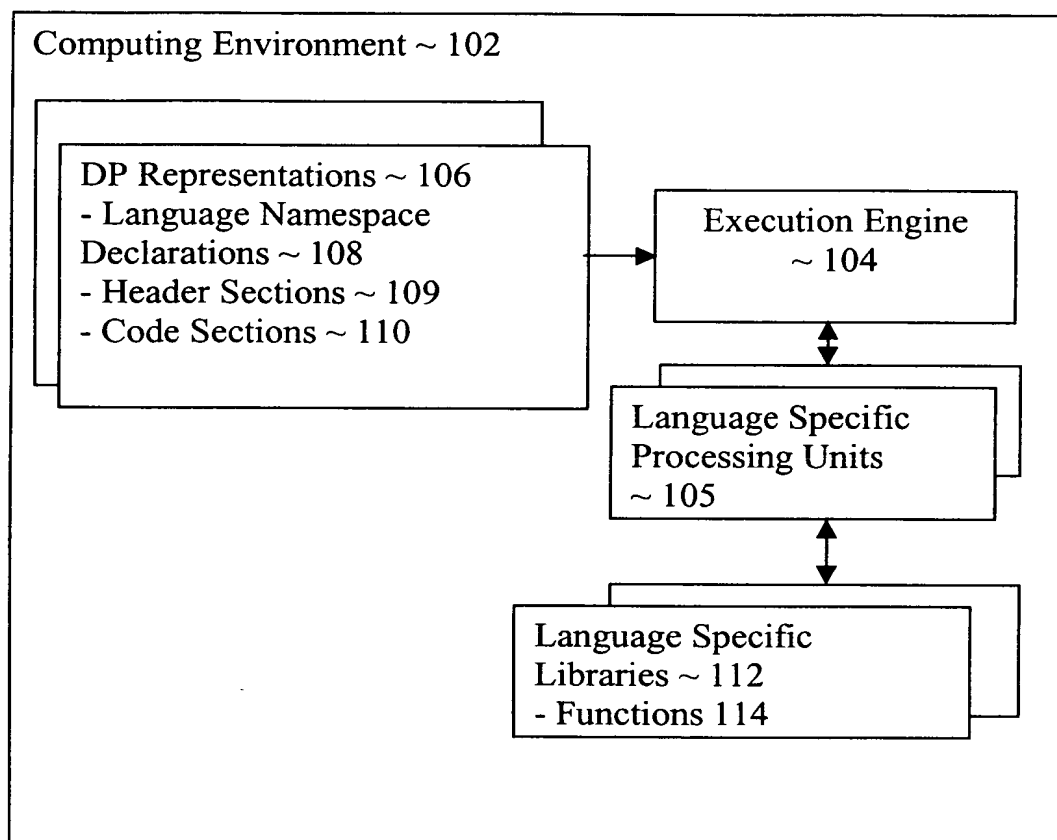 Computing Environment ~ 102
DP Representations ~ 106
- Language Namespace
Declarations ~ 108
- Header Sections ~ 109
- Code Sections ~ 110
Execution Engine
~ 104
Language Specific
Processing Units
~ 105
Language Specific
Libraries ~ 112
- Functions 114